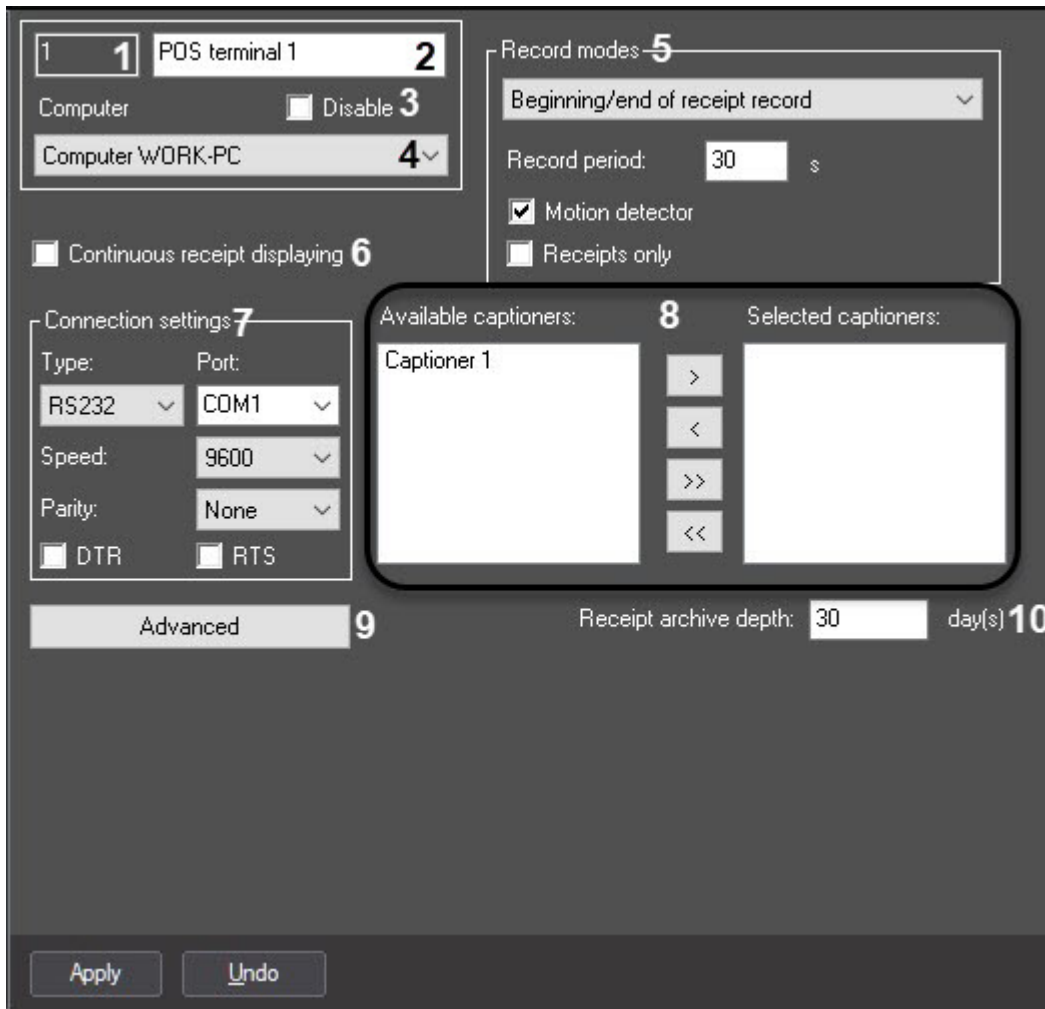 1 1 POS terminal 1 2
Computer Disable 3
Computer WORK-PC 4
Record modes 5
Beginning/end of receipt record
Record period: 30 s
Motion detector
Receipts only
Continuous receipt displaying 6
Connection settings 7
Type: Port:
RS232 COM1
Speed: 9600
Parity: None
DTR RTS
Available captioners: 8 Selected captioners:
Captioner 1
>
<
>>
<<
Advanced 9
Receipt archive depth: 30 day(s) 10
Apply Undo